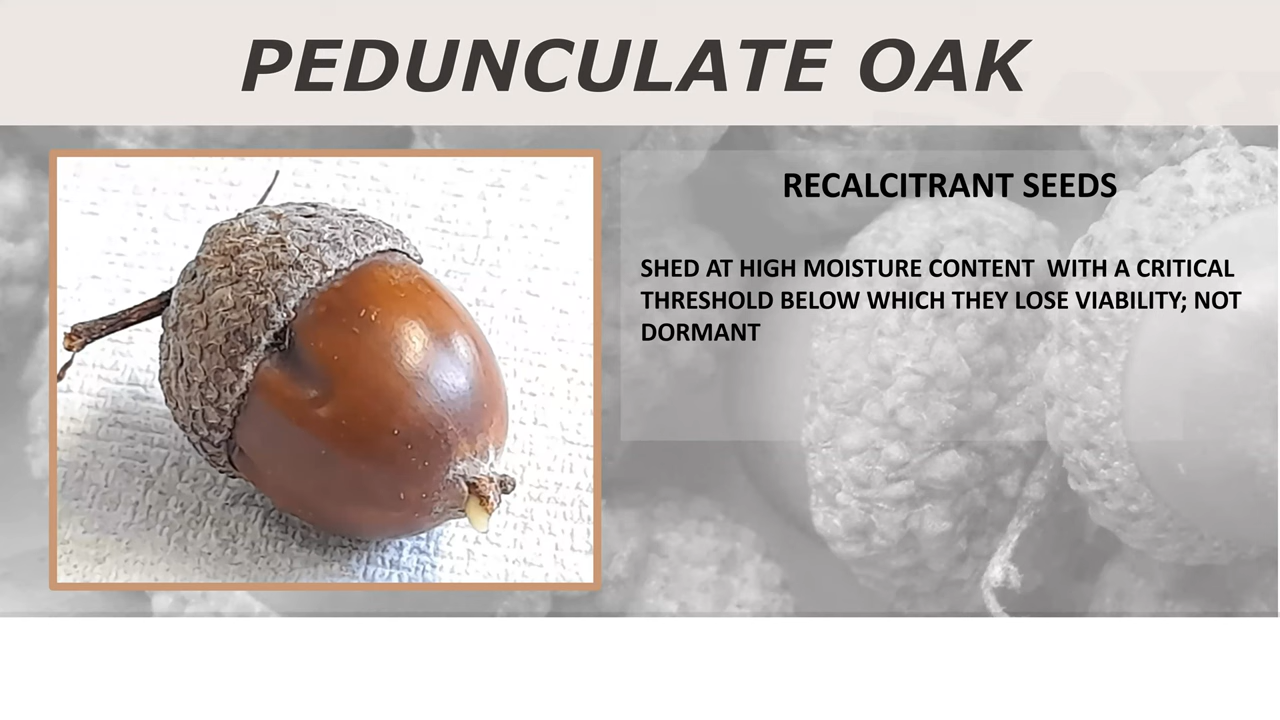 PEDUNCULATE OAK
RECALCITRANT SEEDS
SHED AT HIGH MOISTURE CONTENT  WITH A CRITICAL
THRESHOLD BELOW WHICH THEY LOSE VIABILITY; NOT
DORMANT